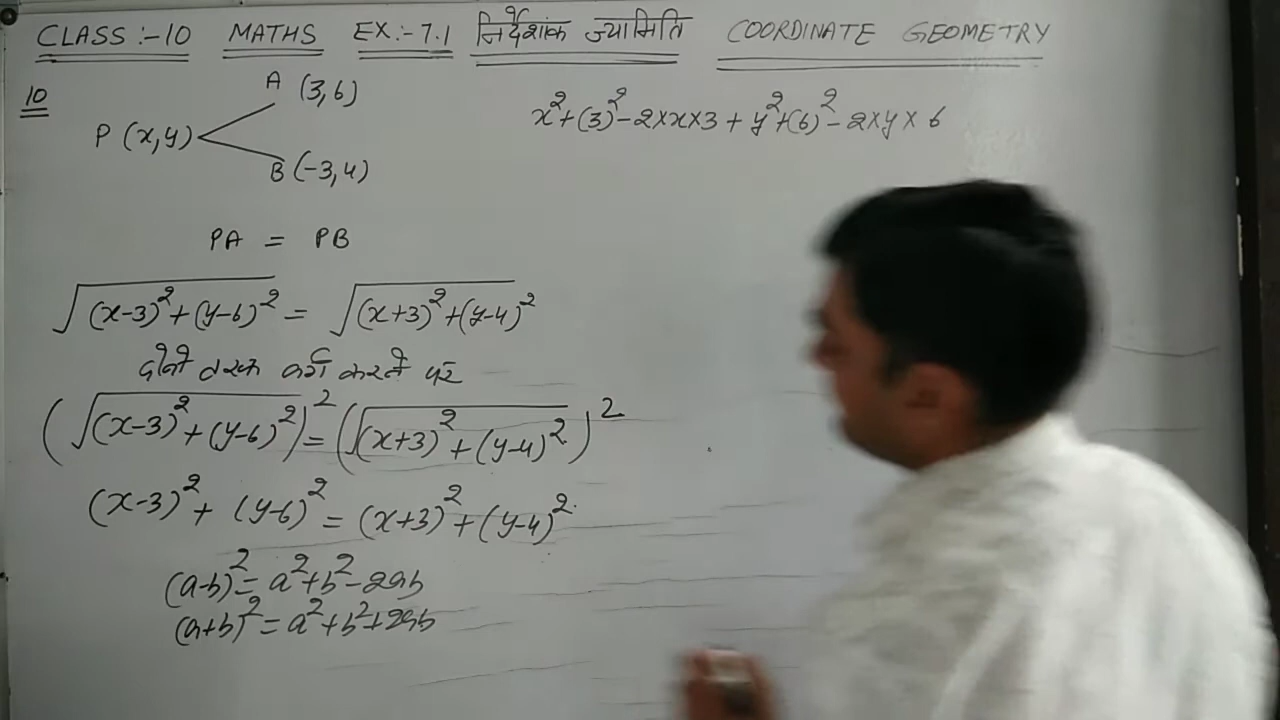 CLASS :- 10 MATHS EX.:- 7.1 निर्देशांक ज्यामिति COORDINATE GEOMETRY
10
A (3,6)
P (x,y)
B (-3,4)
PA = PB
√(x-3)²+(y-6)² = √(x+3)²+(y-4)²
दोनों तरफ वर्ग करने पर
(√(x-3)²+(y-6)²)² = (√(x+3)²+(y-4)²)²
(x-3)²+(y-6)² = (x+3)²+(y-4)²
(a-b)² = a²+b²-2ab
(a+b)² = a²+b²+2ab
x²+(3)²-2×x×3+y²+(6)²-2×y×6